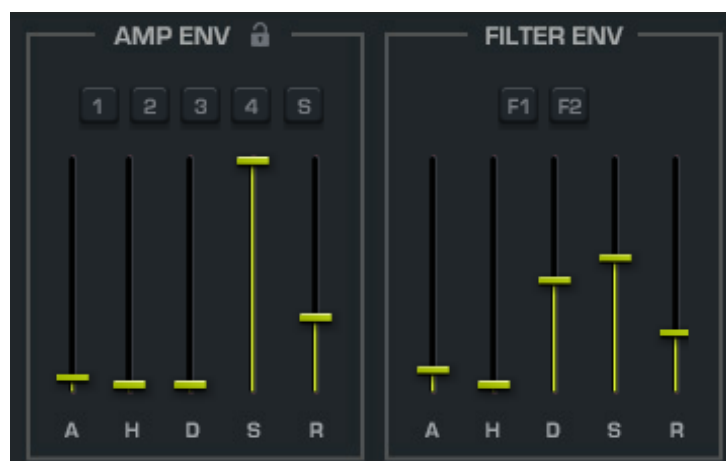 AMP ENV
1 2 3 4 S
A H D S R
FILTER ENV
F1 F2
A H D S R